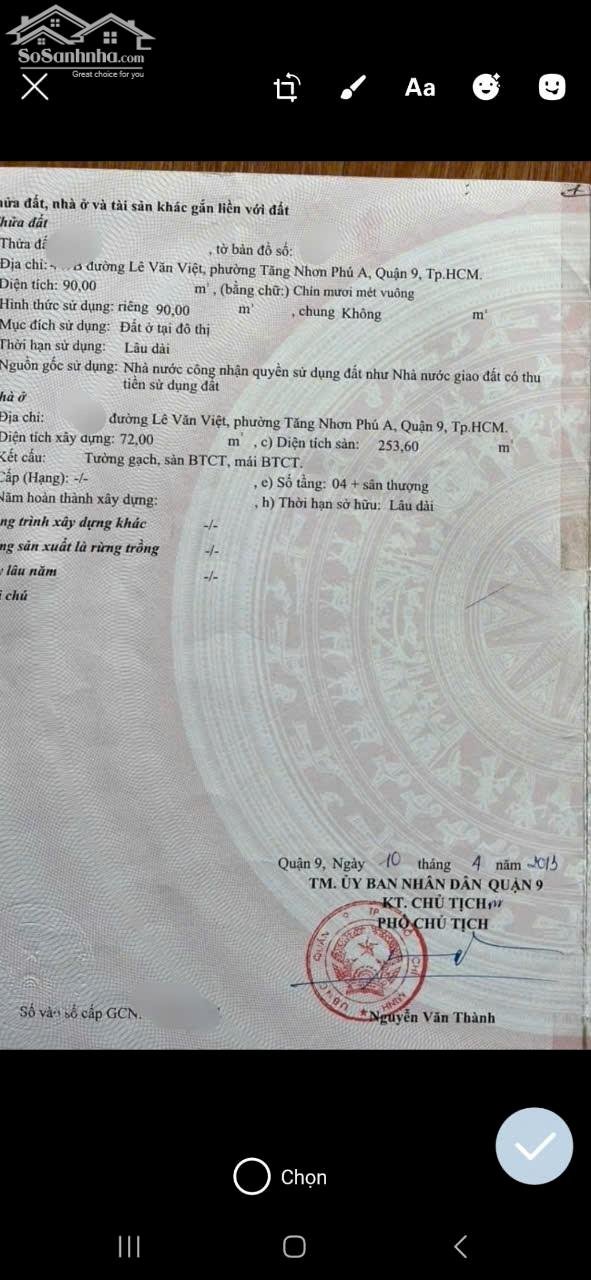 SoSanhnha.com
Great choice for you
Aa
hửa đất, nhà ở và tài sản khác gắn liền với đất
hửa đất
Thửa đấ , tờ bản đồ số:
Địa chỉ: B đường Lê Văn Việt, phường Tăng Nhơn Phú A, Quận 9, Tp.HCM.
Diện tích: 90,00 m², (bằng chữ:) Chín mươi mét vuông
Hình thức sử dụng: riêng 90,00 m² , chung Không m²
Mục đích sử dụng: Đất ở tại đô thị
Thời hạn sử dụng: Lâu dài
Nguồn gốc sử dụng: Nhà nước công nhận quyền sử dụng đất như Nhà nước giao đất có thu
tiền sử dụng đất
hà ở
Địa chỉ: đường Lê Văn Việt, phường Tăng Nhơn Phú A, Quận 9, Tp.HCM.
Diện tích xây dựng: 72,00 m² , c) Diện tích sàn: 253,60 m²
Kết cấu: Tường gạch, sàn BTCT, mái BTCT.
Cấp (Hạng): -/- , e) Số tầng: 04 + sân thượng
Năm hoàn thành xây dựng: , h) Thời hạn sở hữu: Lâu dài
ng trình xây dựng khác -/-
ng sản xuất là rừng trồng -/-
y lâu năm -/-
i chú
Quận 9, Ngày 10 tháng 4 năm 2013
TM. ỦY BAN NHÂN DÂN QUẬN 9
KT. CHỦ TỊCH
PHÓ CHỦ TỊCH
Nguyễn Văn Thành
Số vào sổ cấp GCN.
Chọn